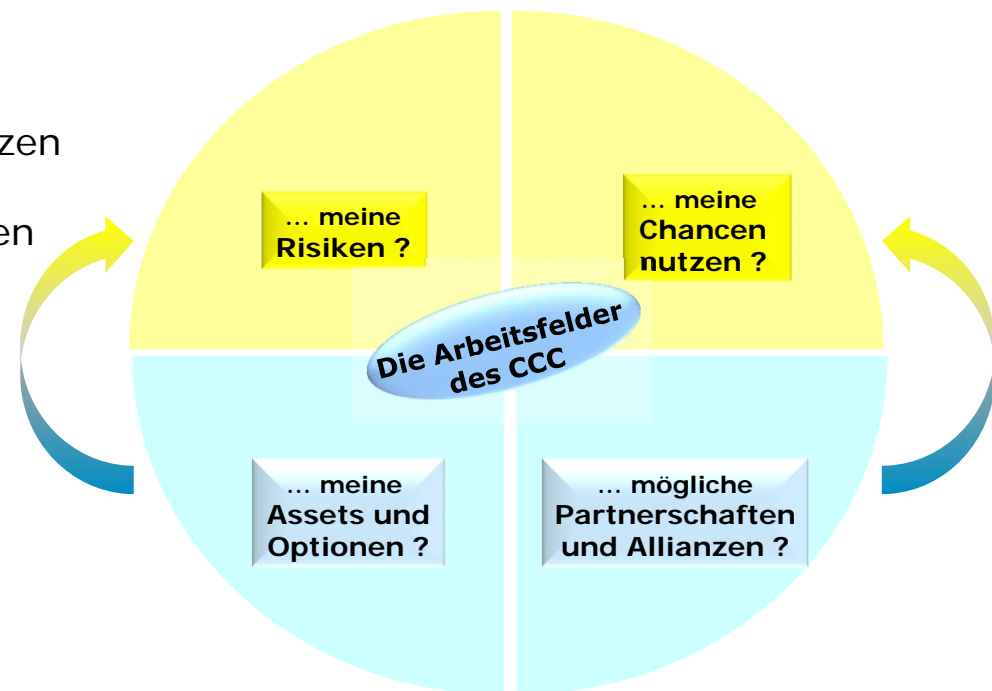 zen
en
... meine
Risiken ?
... meine
Chancen
nutzen ?
Die Arbeitsfelder
des CCC
... meine
Assets und
Optionen ?
... mögliche
Partnerschaften
und Allianzen ?